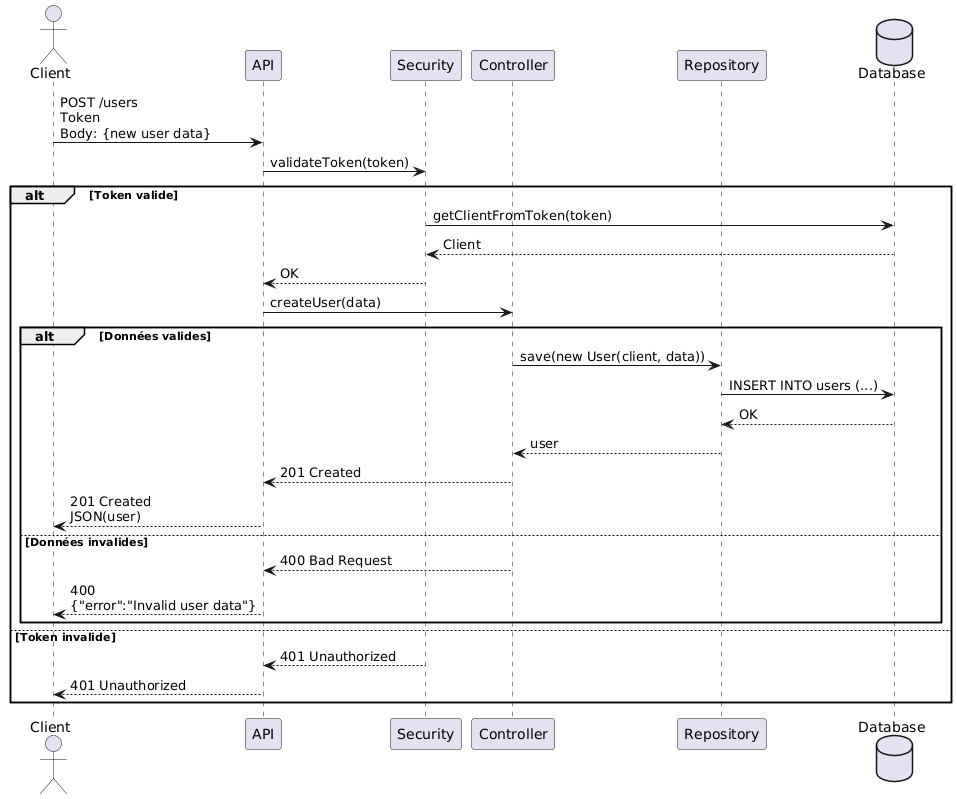 Client
API
Security
Controller
Repository
Database
POST /users
Token
Body: {new user data}
validateToken(token)
alt
[Token valide]
getClientFromToken(token)
Client
OK
createUser(data)
alt
[Données valides]
save(new User(client, data))
INSERT INTO users (...)
OK
user
201 Created
201 Created
JSON(user)
[Données invalides]
400 Bad Request
400
{"error":"Invalid user data"}
[Token invalide]
401 Unauthorized
401 Unauthorized
Client
API
Security
Controller
Repository
Database